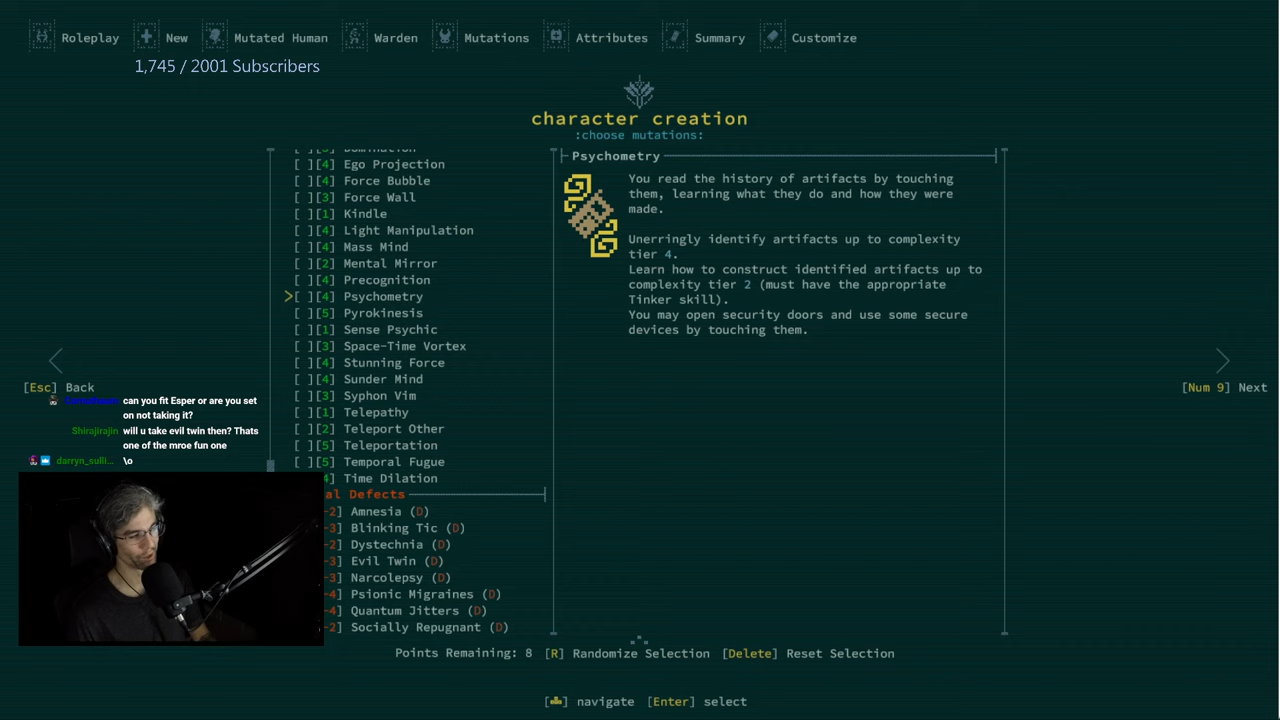 Roleplay New Mutated Human Warden Mutations Attributes Summary Customize
1,745 / 2001 Subscribers
character creation
:choose mutations:
[ ][4] Ego Projection
[ ][4] Force Bubble
[ ][3] Force Wall
[ ][1] Kindle
[ ][4] Light Manipulation
[ ][4] Mass Mind
[ ][2] Mental Mirror
[ ][4] Precognition
>[ ][4] Psychometry
[ ][5] Pyrokinesis
[ ][1] Sense Psychic
[ ][3] Space-Time Vortex
[ ][4] Stunning Force
[ ][4] Sunder Mind
[ ][3] Syphon Vim
[ ][1] Telepathy
[ ][2] Teleport Other
[ ][5] Teleportation
[ ][5] Temporal Fugue
Time Dilation
al Defects
-2] Amnesia (D)
-3] Blinking Tic (D)
-2] Dystechnia (D)
-3] Evil Twin (D)
-3] Narcolepsy (D)
-4] Psionic Migraines (D)
-4] Quantum Jitters (D)
-2] Socially Repugnant (D)
Psychometry
You read the history of artifacts by touching
them, learning what they do and how they were
made.
Unerringly identify artifacts up to complexity
tier 4.
Learn how to construct identified artifacts up to
complexity tier 2 (must have the appropriate
Tinker skill).
You may open security doors and use some secure
devices by touching them.
[Esc] Back
[Num 9] Next
can you fit Esper or are you set
on not taking it?
Shirajirajin will u take evil twin then? Thats
one of the mroe fun one
darryn_sulli... \o
Points Remaining: 8 [R] Randomize Selection [Delete] Reset Selection
navigate [Enter] select